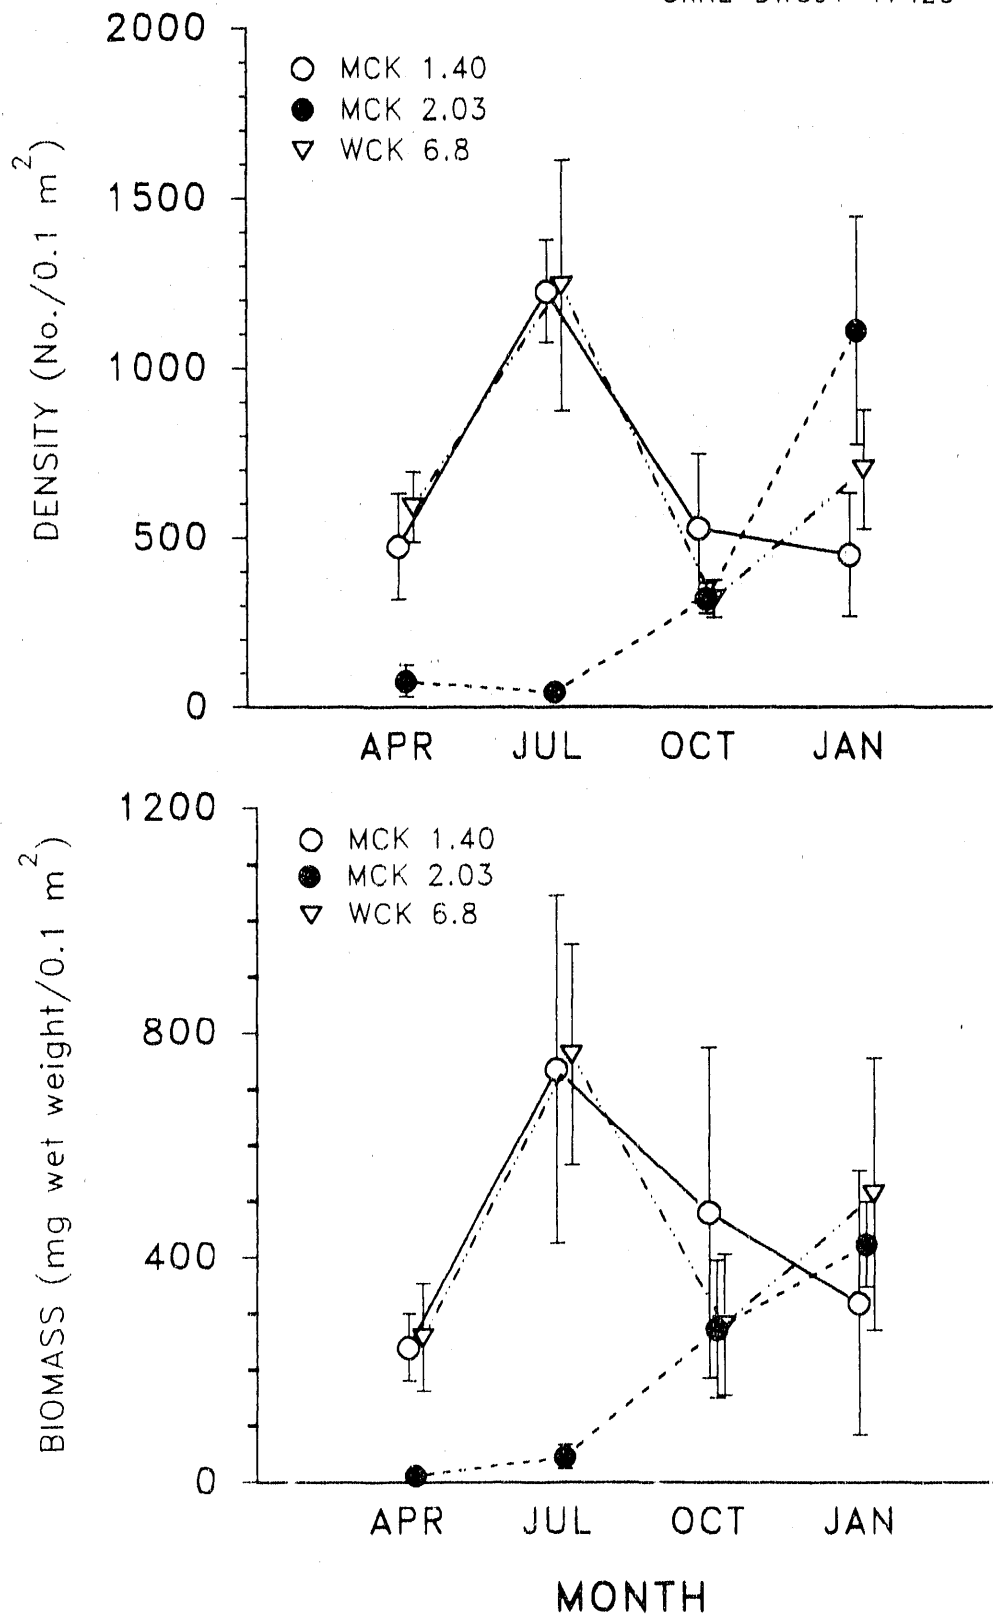 2000
1500
1000
500
0
DENSITY (No./0.1 m²)
○ MCK 1.40
● MCK 2.03
▽ WCK 6.8
APR JUL OCT JAN
1200
800
400
0
BIOMASS (mg wet weight/0.1 m²)
○ MCK 1.40
● MCK 2.03
▽ WCK 6.8
APR JUL OCT JAN
MONTH